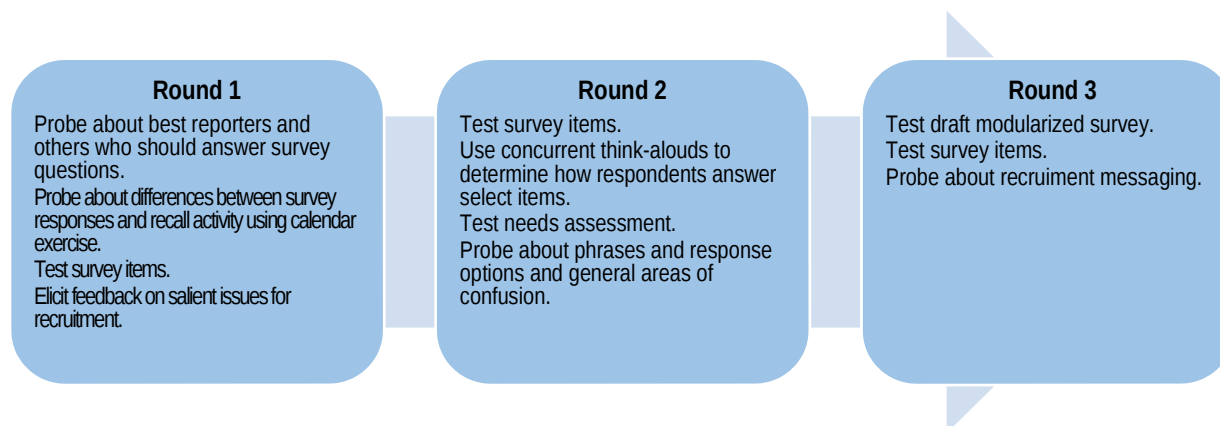 Round 1
Probe about best reporters and
others who should answer survey
questions.
Probe about differences between survey
responses and recall activity using calendar
exercise.
Test survey items.
Elicit feedback on salient issues for
recruitment.
Round 2
Test survey items.
Use concurrent think-alouds to
determine how respondents answer
select items.
Test needs assessment.
Probe about phrases and response
options and general areas of
confusion.
Round 3
Test draft modularized survey.
Test survey items.
Probe about recruiment messaging.